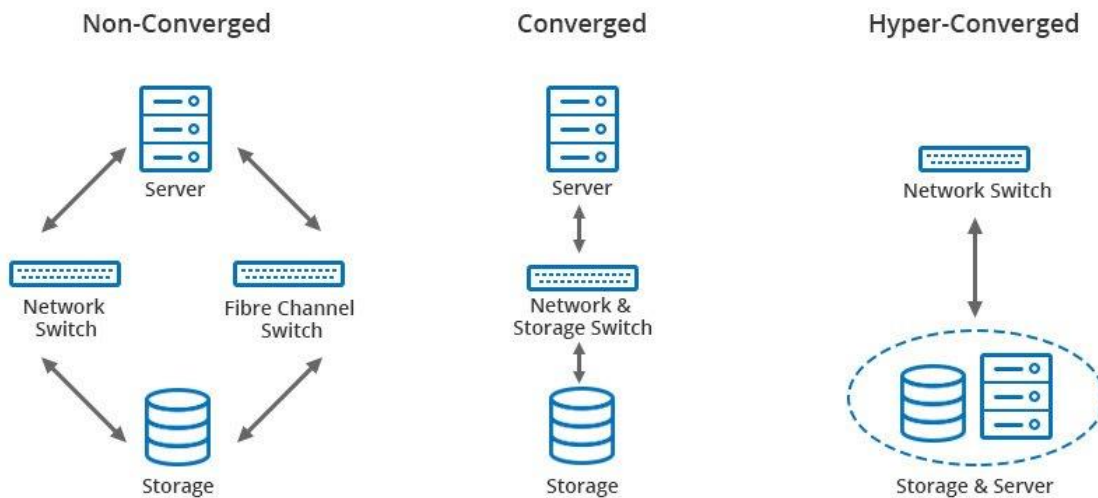 Non-Converged
Converged
Hyper-Converged
Server
Network
Switch
Fibre Channel
Switch
Storage
Server
Network &
Storage Switch
Storage
Network Switch
Storage & Server